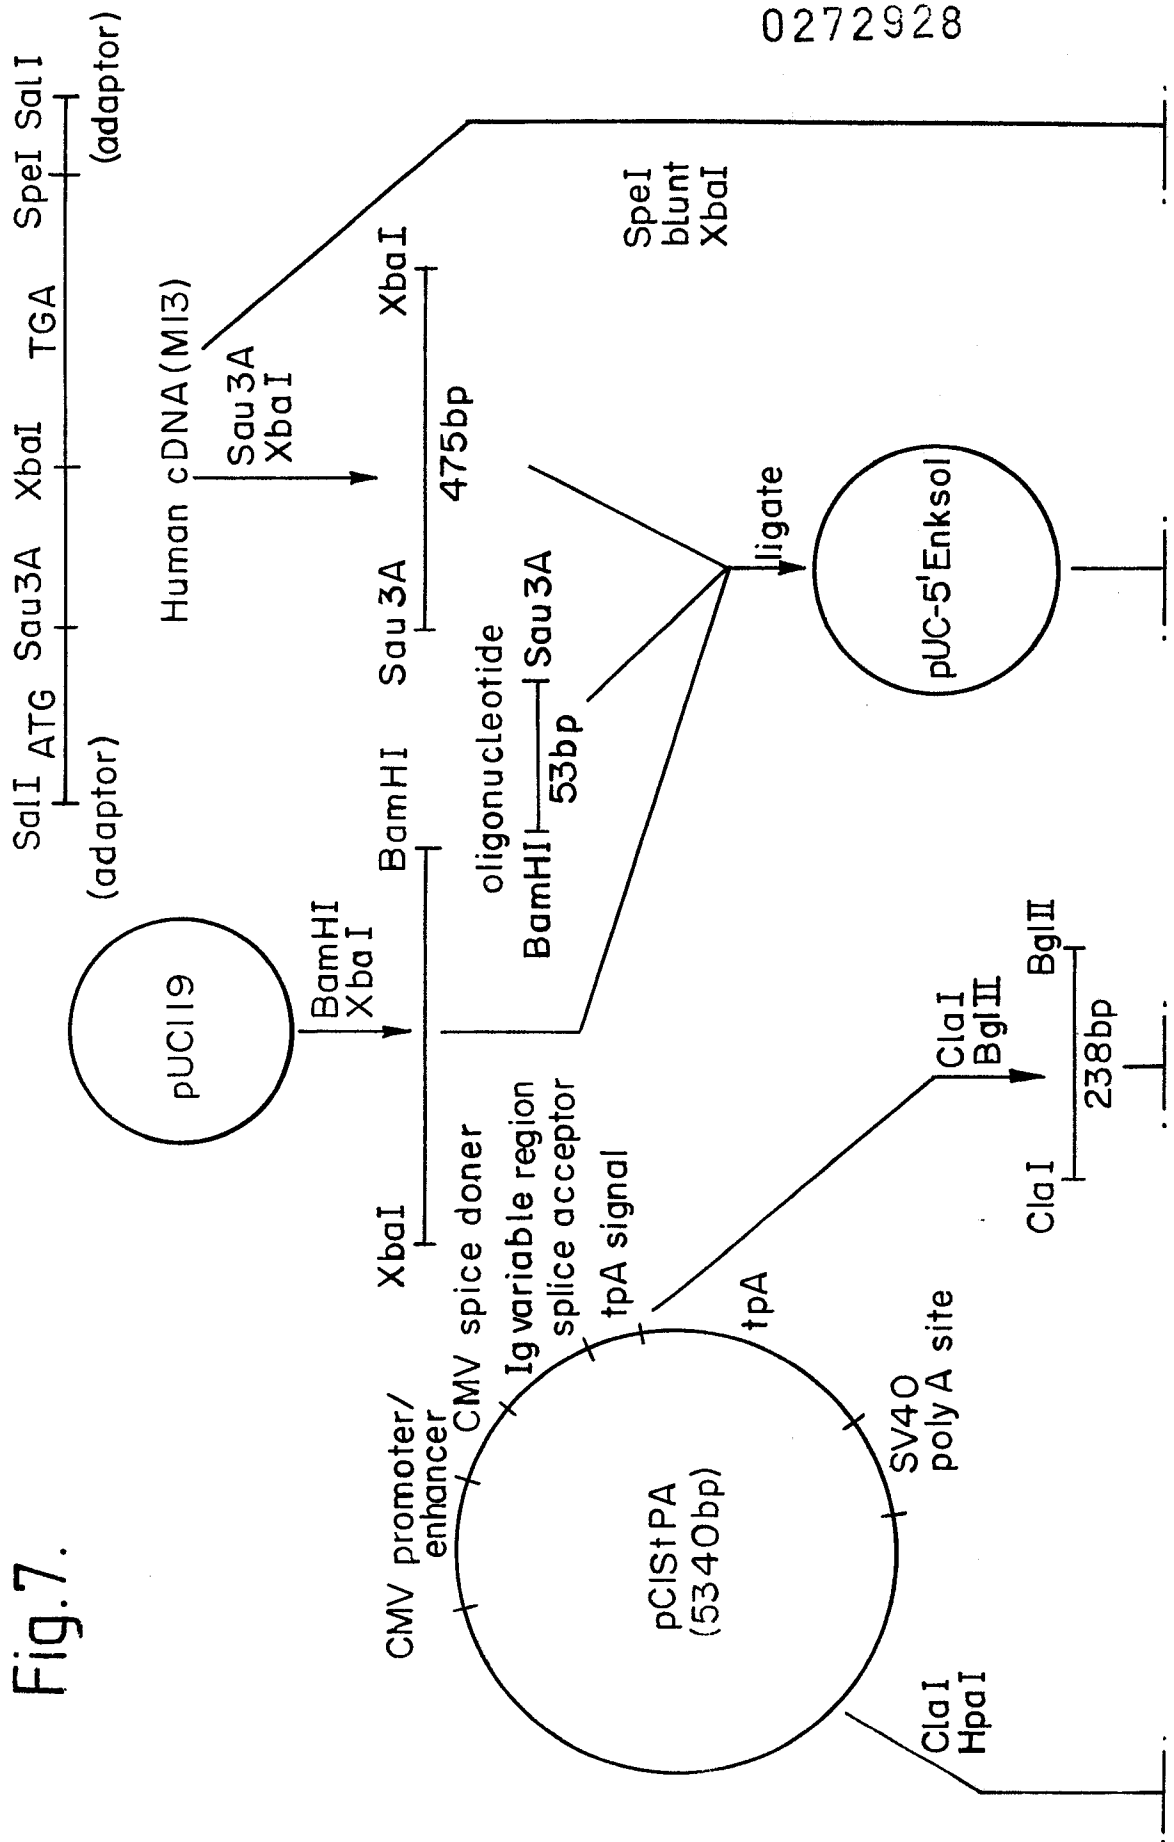 0272928
Fig.7.
SalI ATG Sau3A XbaI TGA SpeI SalI
(adaptor)
(adaptor)
pUC119
BamHI
XbaI
Human cDNA(M13)
Sau3A
XbaI
XbaI
BamHI
Sau3A
XbaI
475bp
oligonucleotide
BamHI
Sau3A
53bp
SpeI
blunt
XbaI
ligate
pUC-5'Enksol
CMV promoter/
enhancer
CMV spice doner
Ig variable region
splice acceptor
tpA signal
tpA
SV40
poly A site
pCIStPA
(5340bp)
ClaI
HpaI
ClaI
BglII
ClaI
BglII
238bp